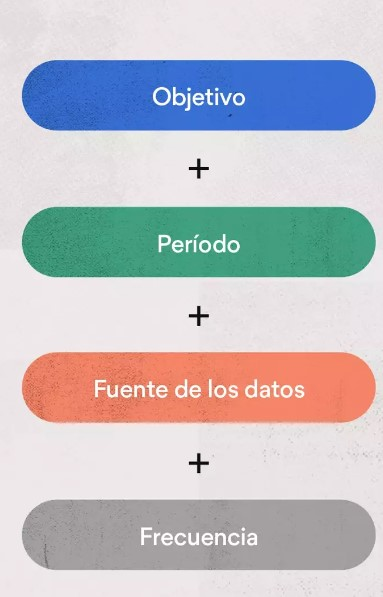 Objetivo
+
Período
+
Fuente de los datos
+
Frecuencia